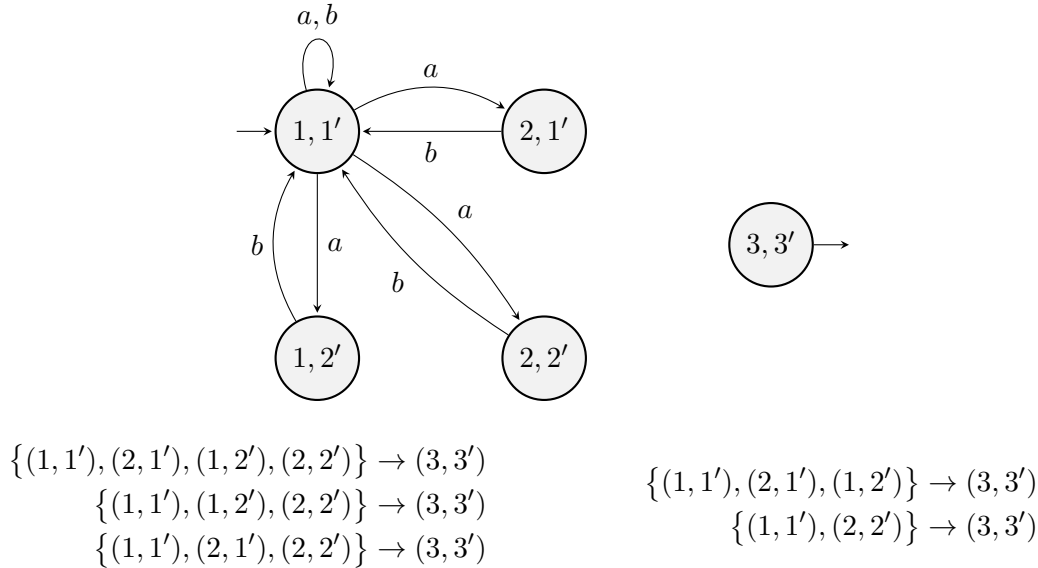 a, b
a
1, 1′
2, 1′
b
a
b
a
3, 3′
b
1, 2′
2, 2′
{(1, 1′), (2, 1′), (1, 2′), (2, 2′)} → (3, 3′)
{(1, 1′), (1, 2′), (2, 2′)} → (3, 3′)
{(1, 1′), (2, 1′), (2, 2′)} → (3, 3′)
{(1, 1′), (2, 1′), (1, 2′)} → (3, 3′)
{(1, 1′), (2, 2′)} → (3, 3′)